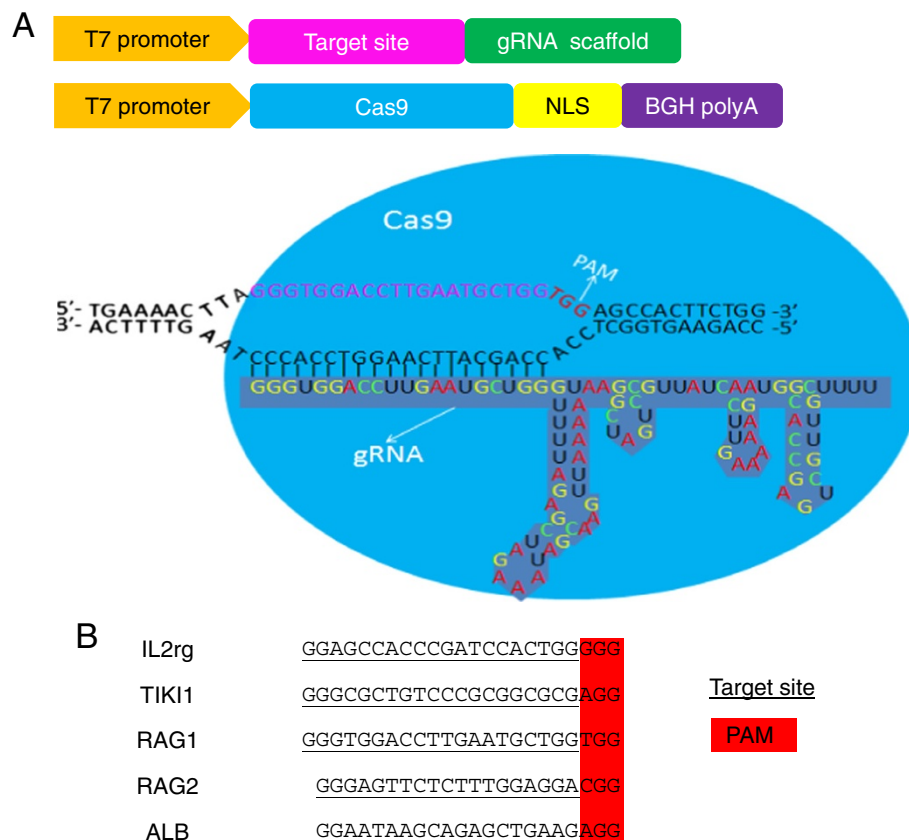 A
T7 promoter Target site gRNA scaffold
T7 promoter Cas9 NLS BGH polyA
Cas9
PAM
5'- TGAAAAC TTA GGGTGGACCTTGAATGCTGG TGG AGCCACTTCTGG -3'
3'- ACTTTTG AAT CCCACCTGGAACTTACGACC ACC TCGGTGAAGACC -5'
GGGUGGACCUUGAAUGCUGGGUAAGCGUUAUCAAUGGCUUUU
gRNA
B
IL2rg GGAGCCACCCGATCCACTGGGGG
TIKI1 GGGCGCTGTCCCGCGGCGCGAGG
RAG1 GGGTGGACCTTGAATGCTGGTGG
RAG2 GGGAGTTCTCTTTGGAGGACGG
ALB GGAATAAGCAGAGCTGAAGAGG
Target site
PAM